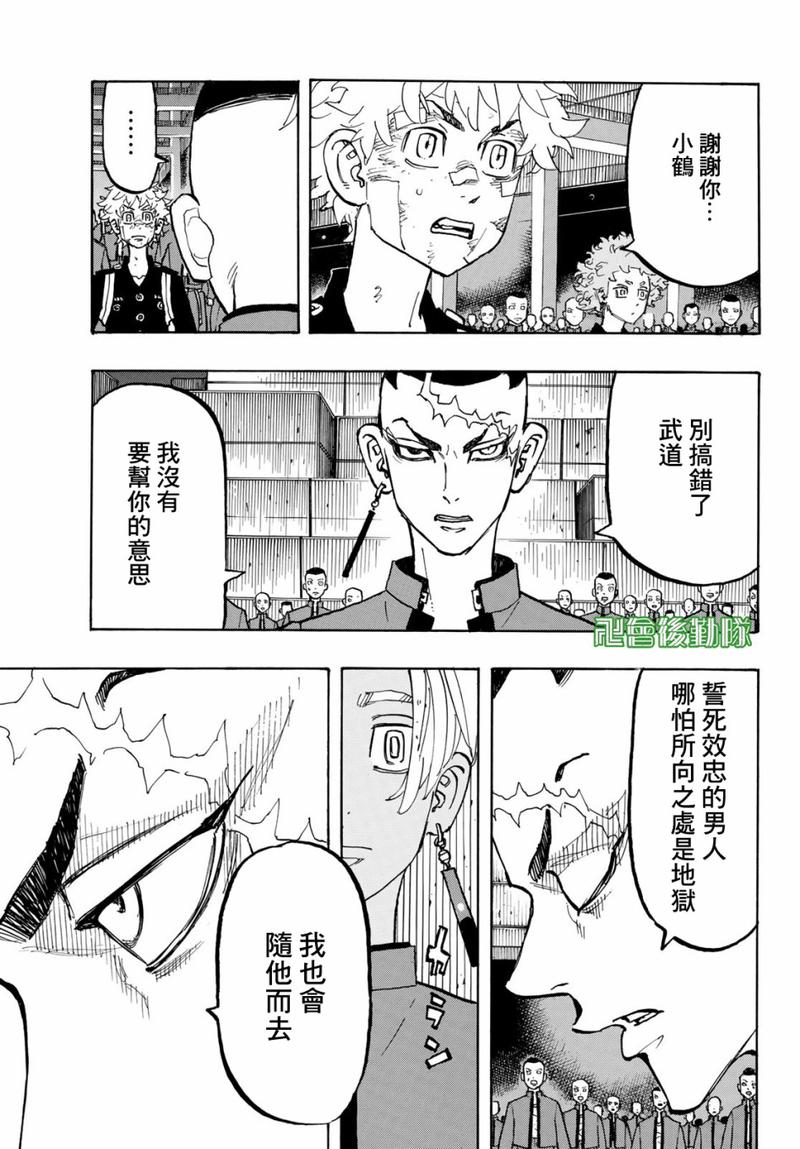 謝謝你…
小鶴
……
別搞錯了
武道
我沒有
要幫你的意思
卍會後勤隊
誓死效忠的男人
哪怕所向之處是地獄
キラン
我也會
隨他而去